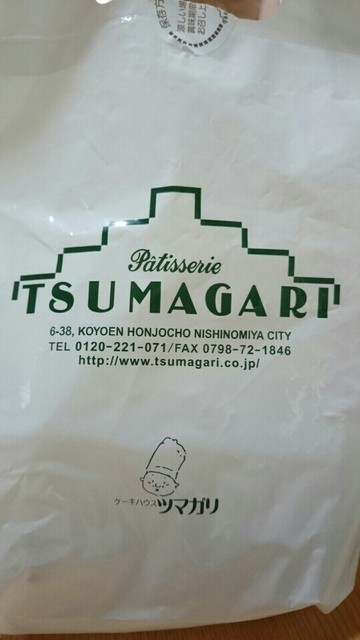 Pâtisserie
TSUMAGARI
6-38, KOYOEN HONJOCHO NISHINOMIYA CITY
TEL 0120-221-071/FAX 0798-72-1846
http://www.tsumagari.co.jp/
ケーキハウスツマガリ